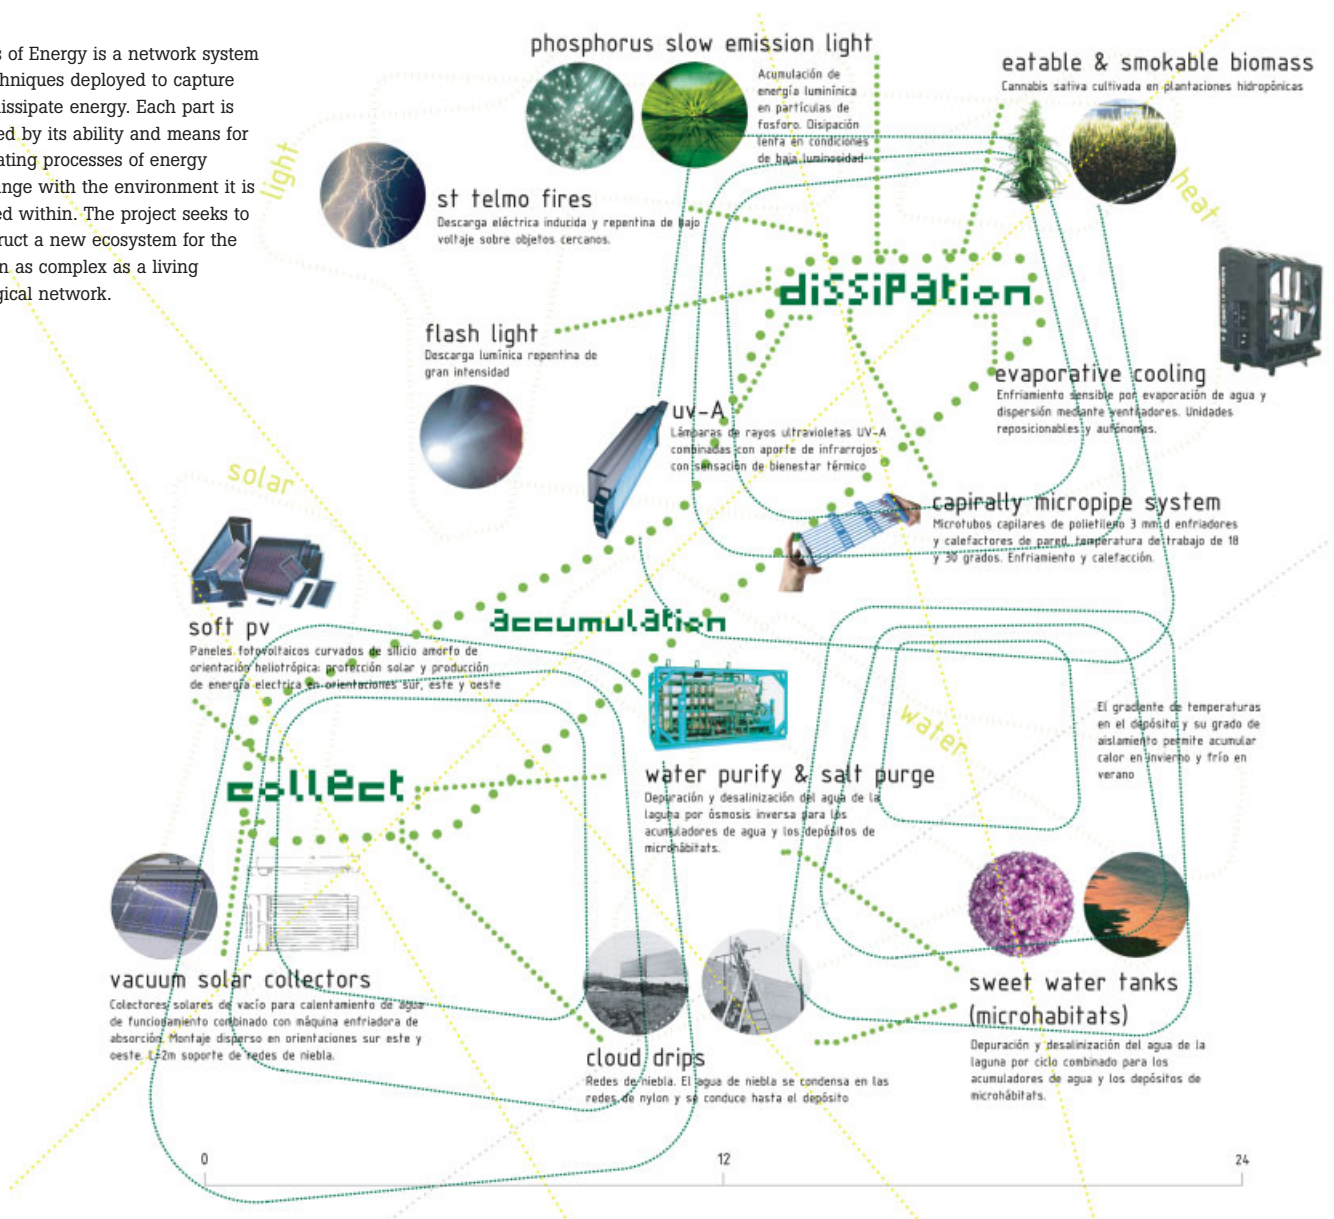 s of Energy is a network system
chniques deployed to capture
dissipate energy. Each part is
ed by its ability and means for
ating processes of energy
ange with the environment it is
ed within. The project seeks to
ruct a new ecosystem for the
n as complex as a living
gical network.
phosphorus slow emission light
Acumulación de
energía luminínica
en partículas de
fosforo. Disipación
lenta en condiciones
de baja luminosidad
eatable & smokable biomass
Cannabis sativa cultivada en plantaciones hidropônicas
light
heat
st telmo fires
Descarga eléctrica inducida y repentina de bajo
voltaje sobre objetos cercanos.
dissipation
flash light
Descarga lumínica repentina de
gran intensidad
evaporative cooling
Enfriamiento sensible por evaporación de agua y
dispersión mediante ventiradores. Unidades
reposicionables y autónomas.
uv-A
Lámparas de rayos ultravioletas UV-A
combinadas con aporte de infrarrojos
con sensación de bienestar térmico
solar
capirally micropipe system
Microtubos capilares de polietileno 3 mm d enfriadores
y calefactores de pared, temperatura de trabajo de 18
y 30 grados. Enfriamiento y calefacción.
accumulation
soft pv
Paneles fotovoltaicos curvados de silicio amorfo de
orientación heliotrópica: protección solar y producción
de energía electrica en orientaciones sur, este y oeste
water
El gradiente de temperaturas
en el depósito y su grado de
aislamiento permite acumular
calor en invierno y frío en
verano
collect
water purify & salt purge
Depuración y desalinización del agua de la
laguna por ósmosis inversa para los
acumuladores de agua y los depósitos de
microhábitats.
vacuum solar collectors
Colectores solares de vacío para calentamiento de agua
de funcionamiento combinado con máquina enfriadora de
absorción. Montaje disperso en orientaciones sur este y
oeste. L=2m soporte de redes de niebla.
cloud drips
Redes de niebla. El agua de niebla se condensa en las
redes de nylon y se conduce hasta el depósito
sweet water tanks
(microhabitats)
Depuración y desalinización del agua de la
laguna por ciclo combinado para los
acumuladores de agua y los depósitos de
microhábitats.
0
12
24